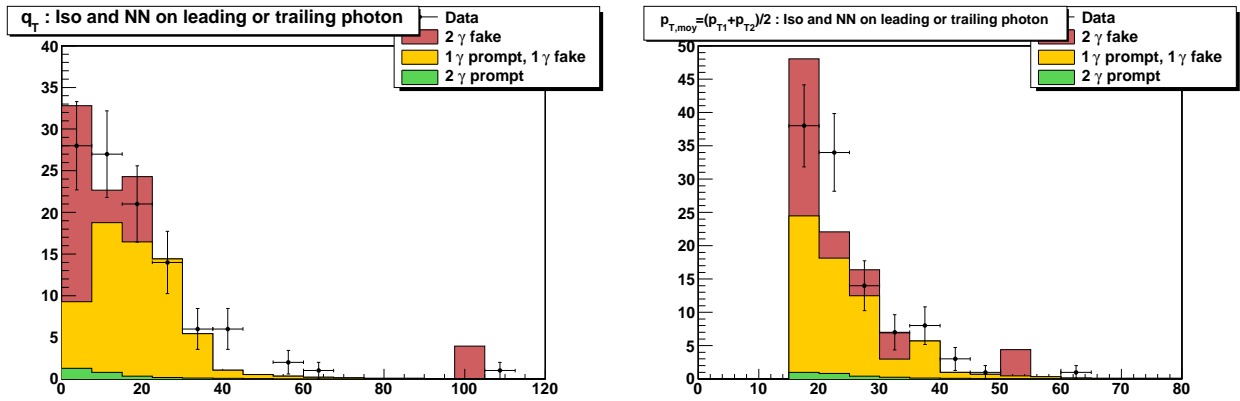 q_T : Iso and NN on leading or trailing photon
Data
2 γ fake
1 γ prompt, 1 γ fake
2 γ prompt
40
35
30
25
20
15
10
5
0
0 20 40 60 80 100 120
p_T,moy=(p_T1+p_T2)/2 : Iso and NN on leading or trailing photon
Data
2 γ fake
1 γ prompt, 1 γ fake
2 γ prompt
50
45
40
35
30
25
20
15
10
5
0
0 10 20 30 40 50 60 70 80